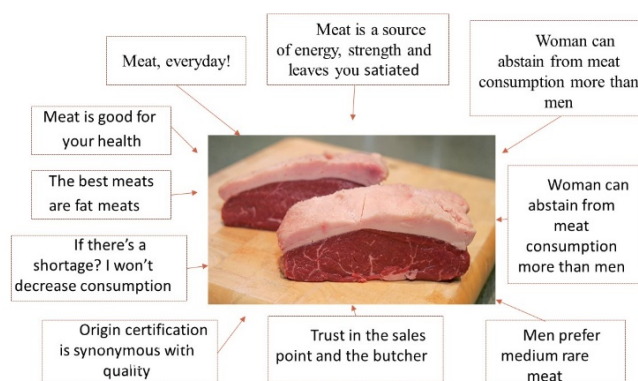 Meat is a source
of energy, strength and
leaves you satiated
Woman can
abstain from meat
consumption more than
men
Meat, everyday!
Meat is good for
your health
The best meats
are fat meats
Woman can
abstain from
meat
consumption
more than men
If there’s a
shortage? I won’t
decrease consumption
Origin certification
is synonymous with
quality
Trust in the sales
point and the butcher
Men prefer
medium rare
meat